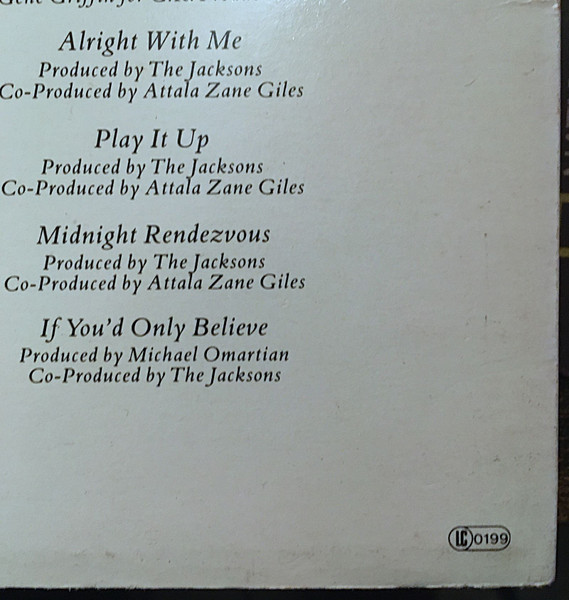 Alright With Me
Produced by The Jacksons
Co-Produced by Attala Zane Giles
Play It Up
Produced by The Jacksons
Co-Produced by Attala Zane Giles
Midnight Rendezvous
Produced by The Jacksons
Co-Produced by Attala Zane Giles
If You'd Only Believe
Produced by Michael Omartian
Co-Produced by The Jacksons
LC 0199